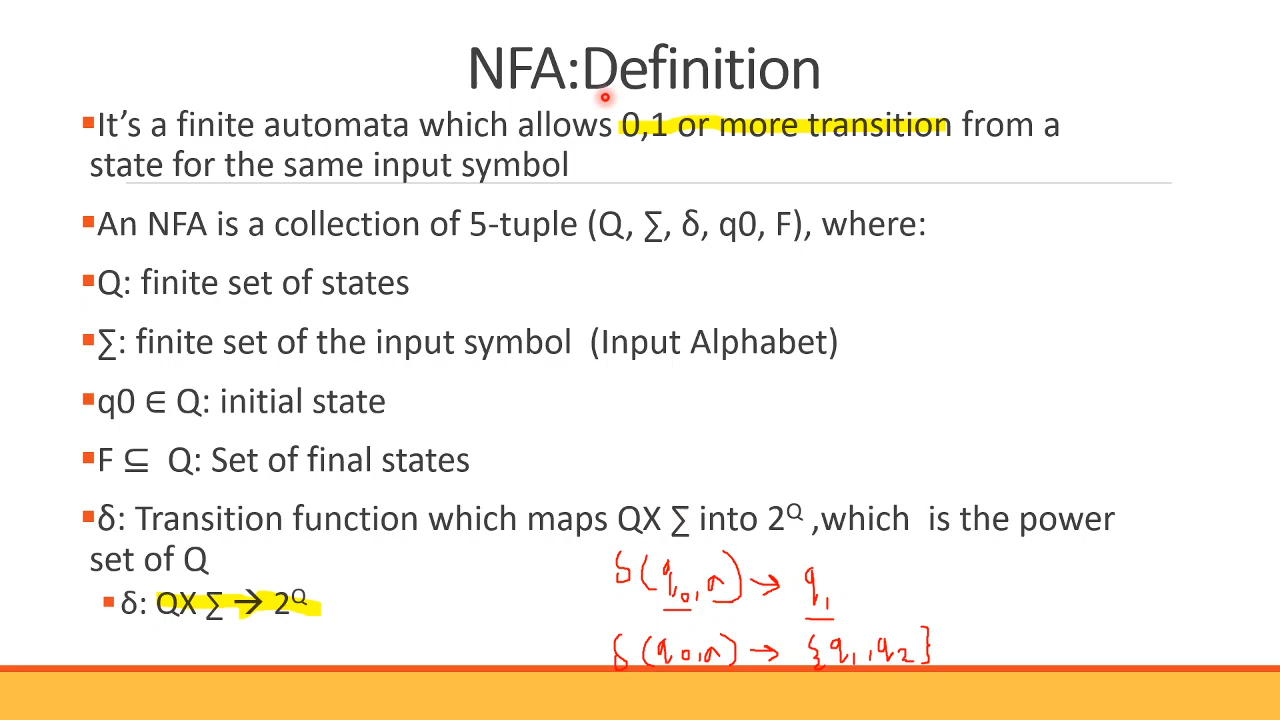 NFA:Definition
▪It’s a finite automata which allows 0,1 or more transition from a
state for the same input symbol
▪An NFA is a collection of 5-tuple (Q, ∑, δ, q0, F), where:
▪Q: finite set of states
▪∑: finite set of the input symbol (Input Alphabet)
▪q0 ∈ Q: initial state
▪F ⊆ Q: Set of final states
▪δ: Transition function which maps QX ∑ into 2^Q ,which is the power
set of Q
▪δ: QX ∑ → 2^Q
δ(q0,a) → q1
δ(q0,a) → {q1,q2}